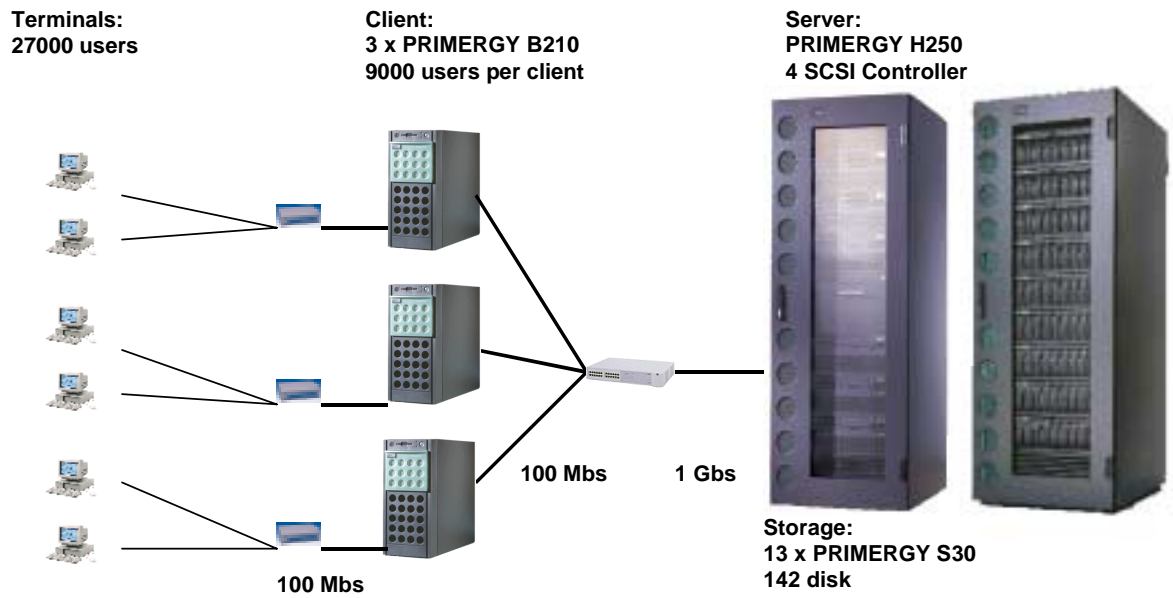 Terminals:
27000 users
Client:
3 x PRIMERGY B210
9000 users per client
Server:
PRIMERGY H250
4 SCSI Controller
100 Mbs
1 Gbs
Storage:
13 x PRIMERGY S30
142 disk
100 Mbs